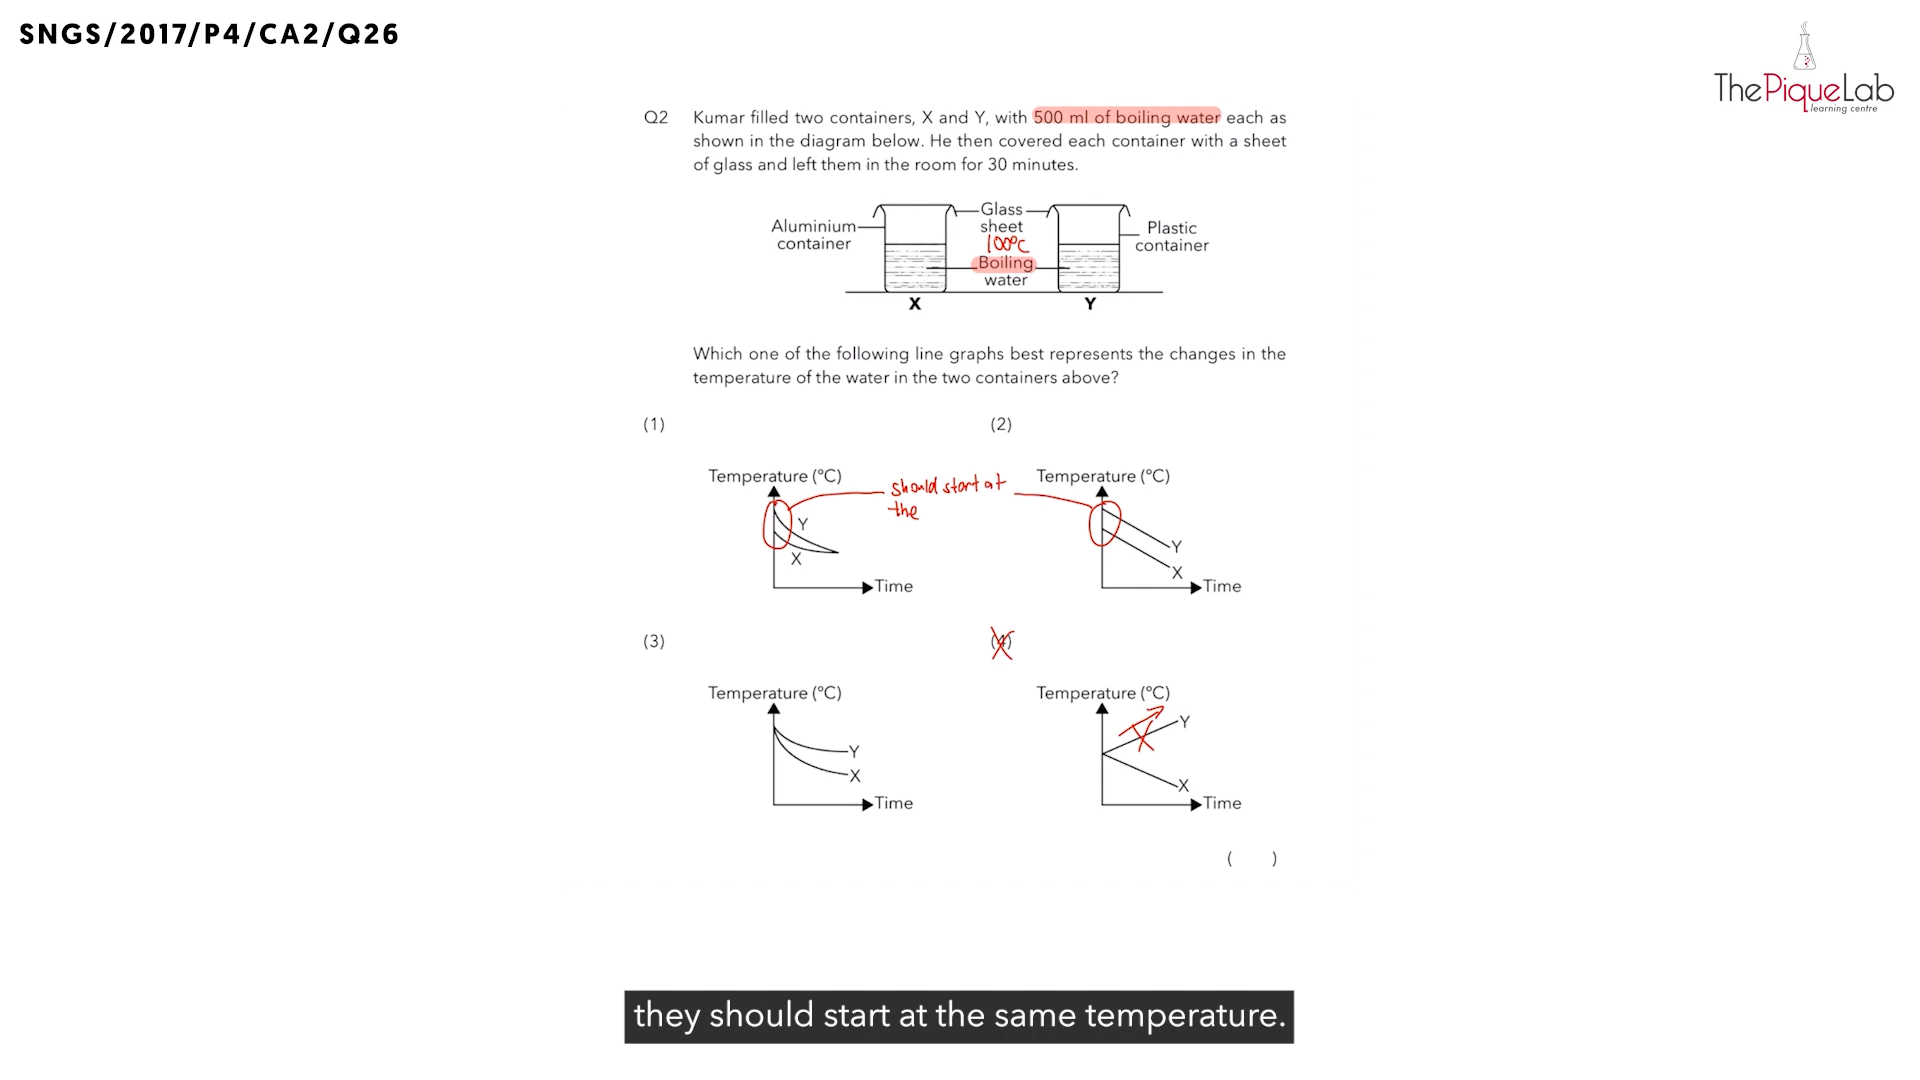 SNGS/2017/P4/CA2/Q26
ThePiqueLab
learning centre
Q2 Kumar filled two containers, X and Y, with 500 ml of boiling water each as
shown in the diagram below. He then covered each container with a sheet
of glass and left them in the room for 30 minutes.
Aluminium
container
Glass
sheet
100°C
Boiling
water
Plastic
container
X
Y
Which one of the following line graphs best represents the changes in the
temperature of the water in the two containers above?
(1)
(2)
Temperature (°C)
Y
X
Time
should start at
the
Temperature (°C)
Y
X
Time
(3)
(4)
Temperature (°C)
Y
X
Time
Temperature (°C)
Y
X
Time
( )
they should start at the same temperature.